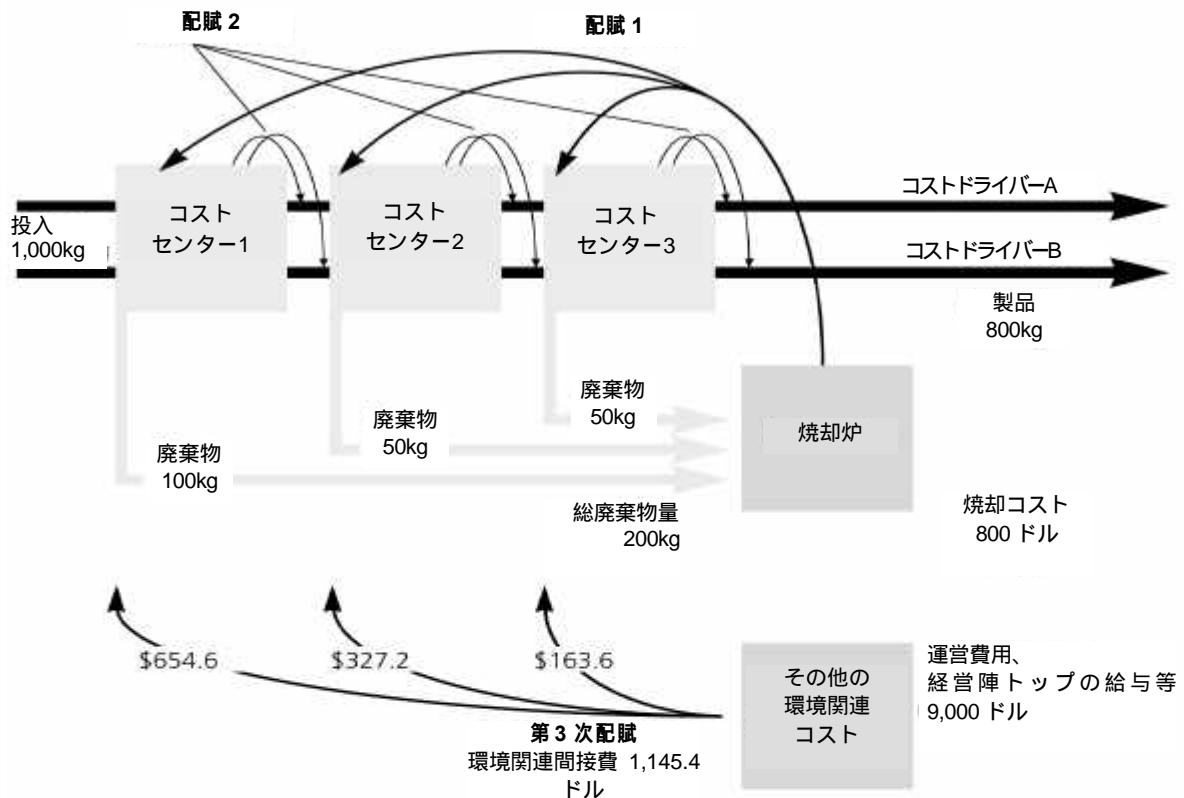 配賦 2
配賦 1
コスト
センター1
コスト
センター2
コスト
センター3
コストドライバーA
コストドライバーB
投入
1,000kg
製品
800kg
廃棄物
50kg
廃棄物
50kg
廃棄物
100kg
焼却炉
総廃棄物量
200kg
焼却コスト
800 ドル
$654.6
$327.2
$163.6
その他の
環境関連
コスト
運営費用、
経営陣トップの給与等
9,000 ドル
第 3 次配賦
環境関連間接費 1,145.4
ドル